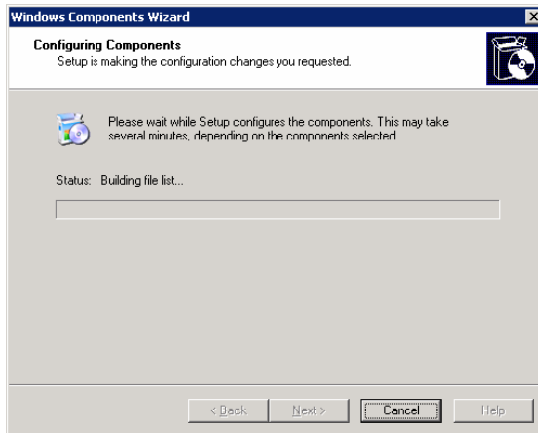 Windows Components Wizard
Configuring Components
Setup is making the configuration changes you requested.
Please wait while Setup configures the components. This may take
several minutes, depending on the components selected
Status: Building file list...
< Back
Next >
Cancel
Help